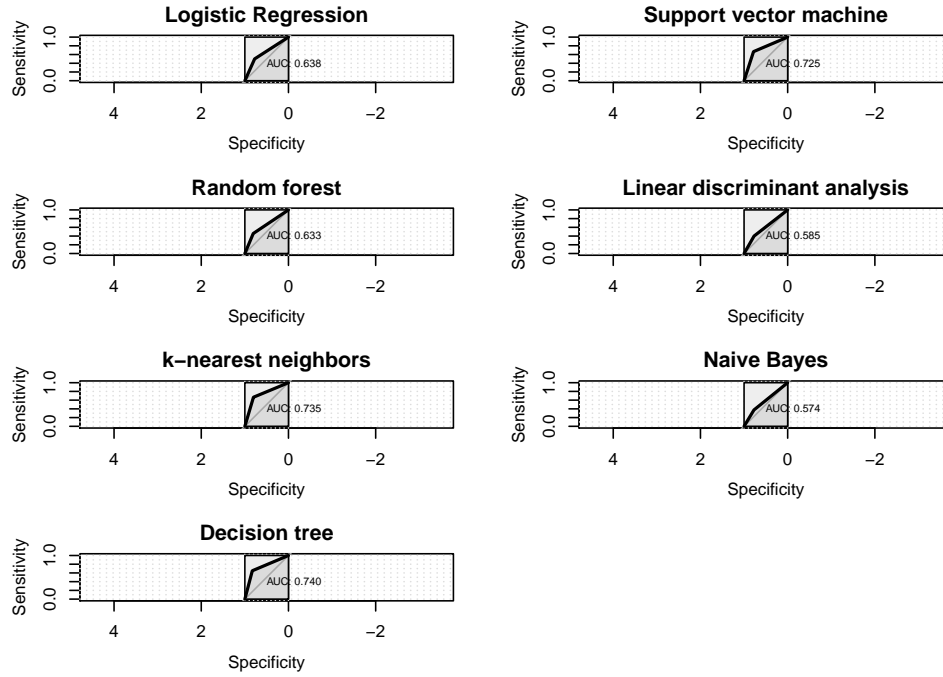 Logistic Regression
Sensitivity
0.0 1.0
AUC: 0.638
4 2 0 −2
Specificity
Support vector machine
Sensitivity
0.0 1.0
AUC: 0.725
4 2 0 −2
Specificity
Random forest
Sensitivity
0.0 1.0
AUC: 0.633
4 2 0 −2
Specificity
Linear discriminant analysis
Sensitivity
0.0 1.0
AUC: 0.585
4 2 0 −2
Specificity
k−nearest neighbors
Sensitivity
0.0 1.0
AUC: 0.735
4 2 0 −2
Specificity
Naive Bayes
Sensitivity
0.0 1.0
AUC: 0.574
4 2 0 −2
Specificity
Decision tree
Sensitivity
0.0 1.0
AUC: 0.740
4 2 0 −2
Specificity